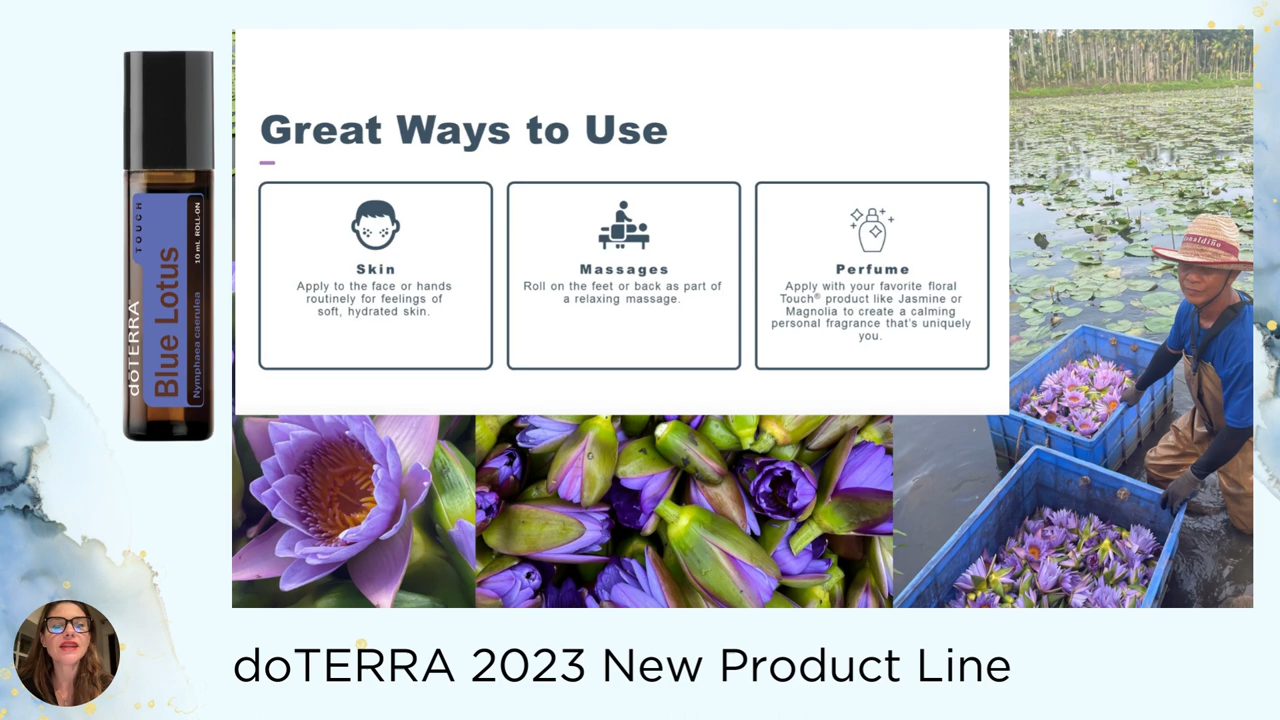 Great Ways to Use
Skin
Apply to the face or hands
routinely for feelings of
soft, hydrated skin.
Massages
Roll on the feet or back as part of
a relaxing massage.
Perfume
Apply with your favorite floral
Touch® product like Jasmine or
Magnolia to create a calming
personal fragrance that's uniquely
you.
dōTERRA
TOUCH
Blue Lotus
Nymphaea caerulea
10 mL ROLL-ON
doTERRA 2023 New Product Line